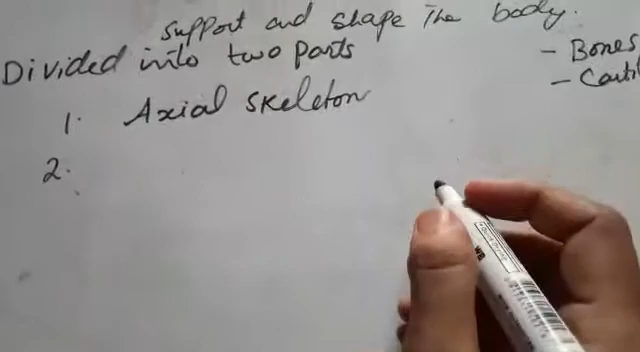 support and shape the body.
Divided into two parts
- Bones
1. Axial skeleton
2.